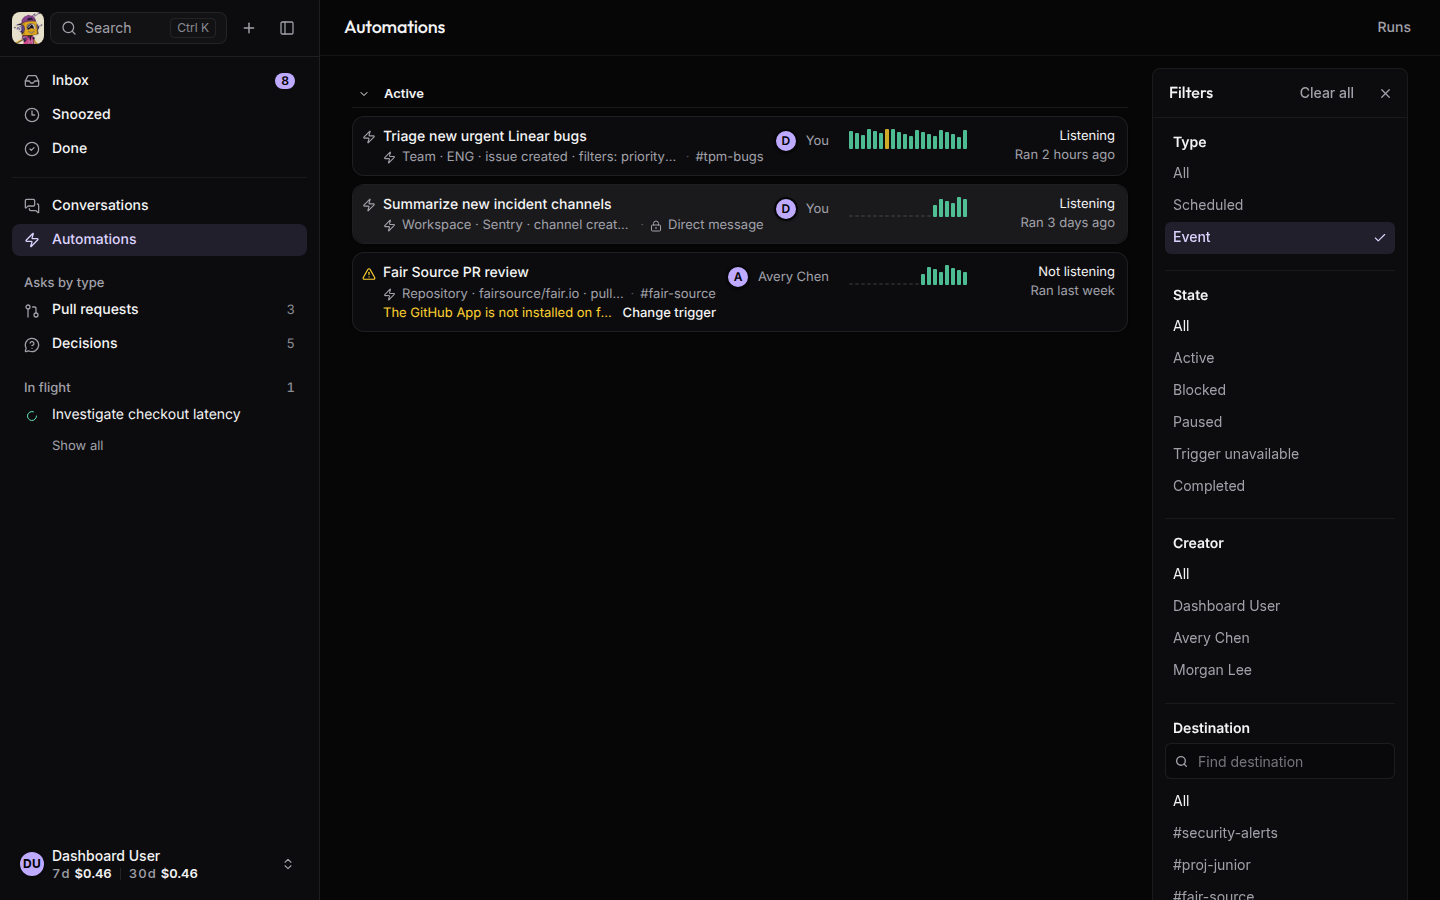 Search
Ctrl K
Inbox
8
Snoozed
Done
Conversations
Automations
Asks by type
Pull requests
3
Decisions
5
In flight
1
Investigate checkout latency
Show all
DU
Dashboard User
7d $0.46
30d $0.46
Automations
Runs
Active
Triage new urgent Linear bugs
Team · ENG · issue created · filters: priority... · #tpm-bugs
D
You
Listening
Ran 2 hours ago
Summarize new incident channels
Workspace · Sentry · channel creat... · Direct message
D
You
Listening
Ran 3 days ago
Fair Source PR review
Repository · fairsource/fair.io · pull... · #fair-source
The GitHub App is not installed on f... Change trigger
A
Avery Chen
Not listening
Ran last week
Filters
Clear all
Type
All
Scheduled
Event
State
All
Active
Blocked
Paused
Trigger unavailable
Completed
Creator
All
Dashboard User
Avery Chen
Morgan Lee
Destination
Find destination
All
#security-alerts
#proj-junior
#fair-source